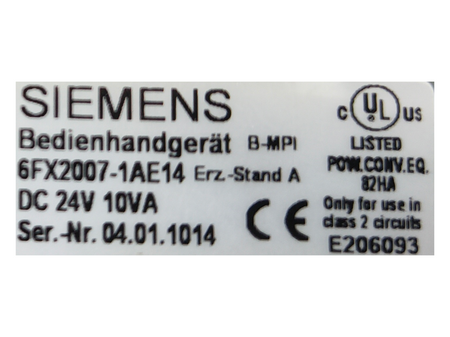 SIEMENS
Bedienhandgerät B-MPI
6FX2007-1AE14 Erz.-Stand A
DC 24V 10VA
Ser.-Nr. 04.01.1014
CE
C UL US
LISTED
POW.CONV.EQ.
82HA
Only for use in
class 2 circuits
E206093